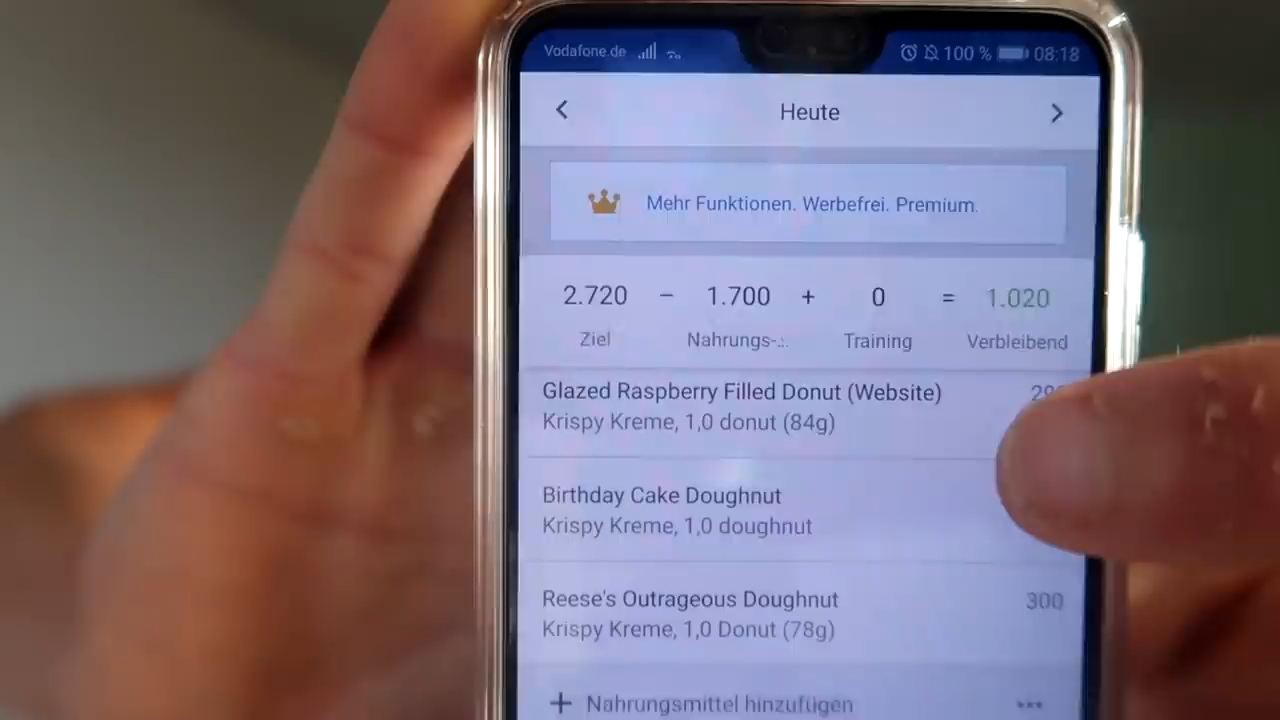 Vodafone.de 100 % 08:18
Heute
Mehr Funktionen. Werbefrei. Premium.
2.720 – 1.700 + 0 = 1.020
Ziel Nahrungs-... Training Verbleibend
Glazed Raspberry Filled Donut (Website)
Krispy Kreme, 1,0 donut (84g)
Birthday Cake Doughnut
Krispy Kreme, 1,0 doughnut
Reese's Outrageous Doughnut 300
Krispy Kreme, 1,0 Donut (78g)
+ Nahrungsmittel hinzufügen ...